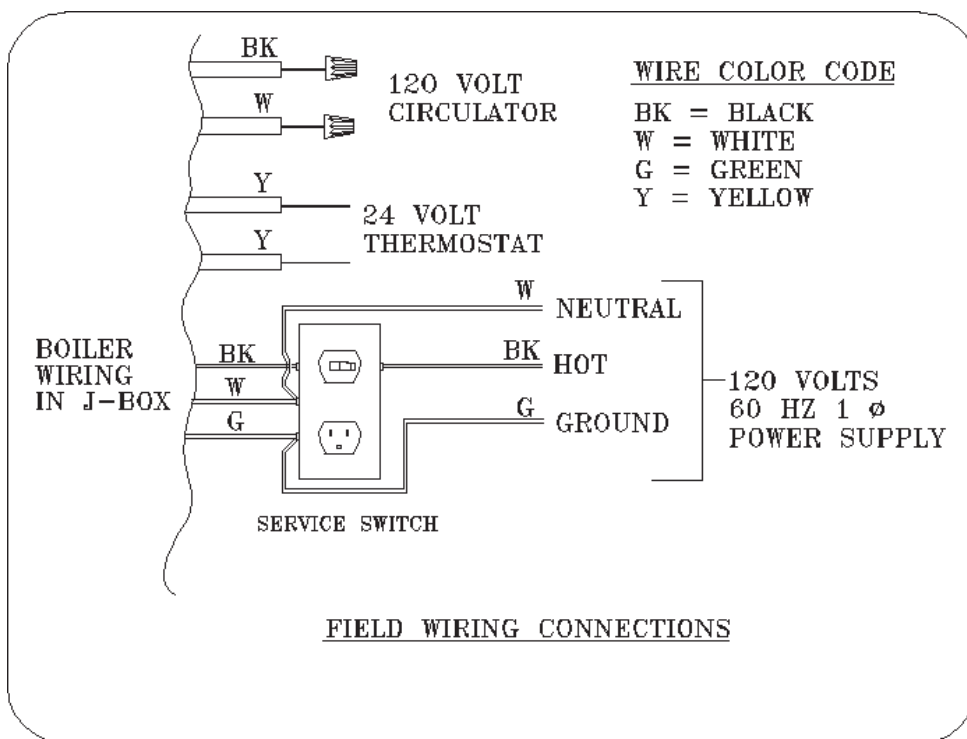 BK
W
120 VOLT
CIRCULATOR
WIRE COLOR CODE
BK = BLACK
W = WHITE
G = GREEN
Y = YELLOW
Y
Y
24 VOLT
THERMOSTAT
BOILER
WIRING
IN J-BOX
BK
W
G
W
NEUTRAL
BK
HOT
G
GROUND
120 VOLTS
60 HZ 1 Ø
POWER SUPPLY
SERVICE SWITCH
FIELD WIRING CONNECTIONS